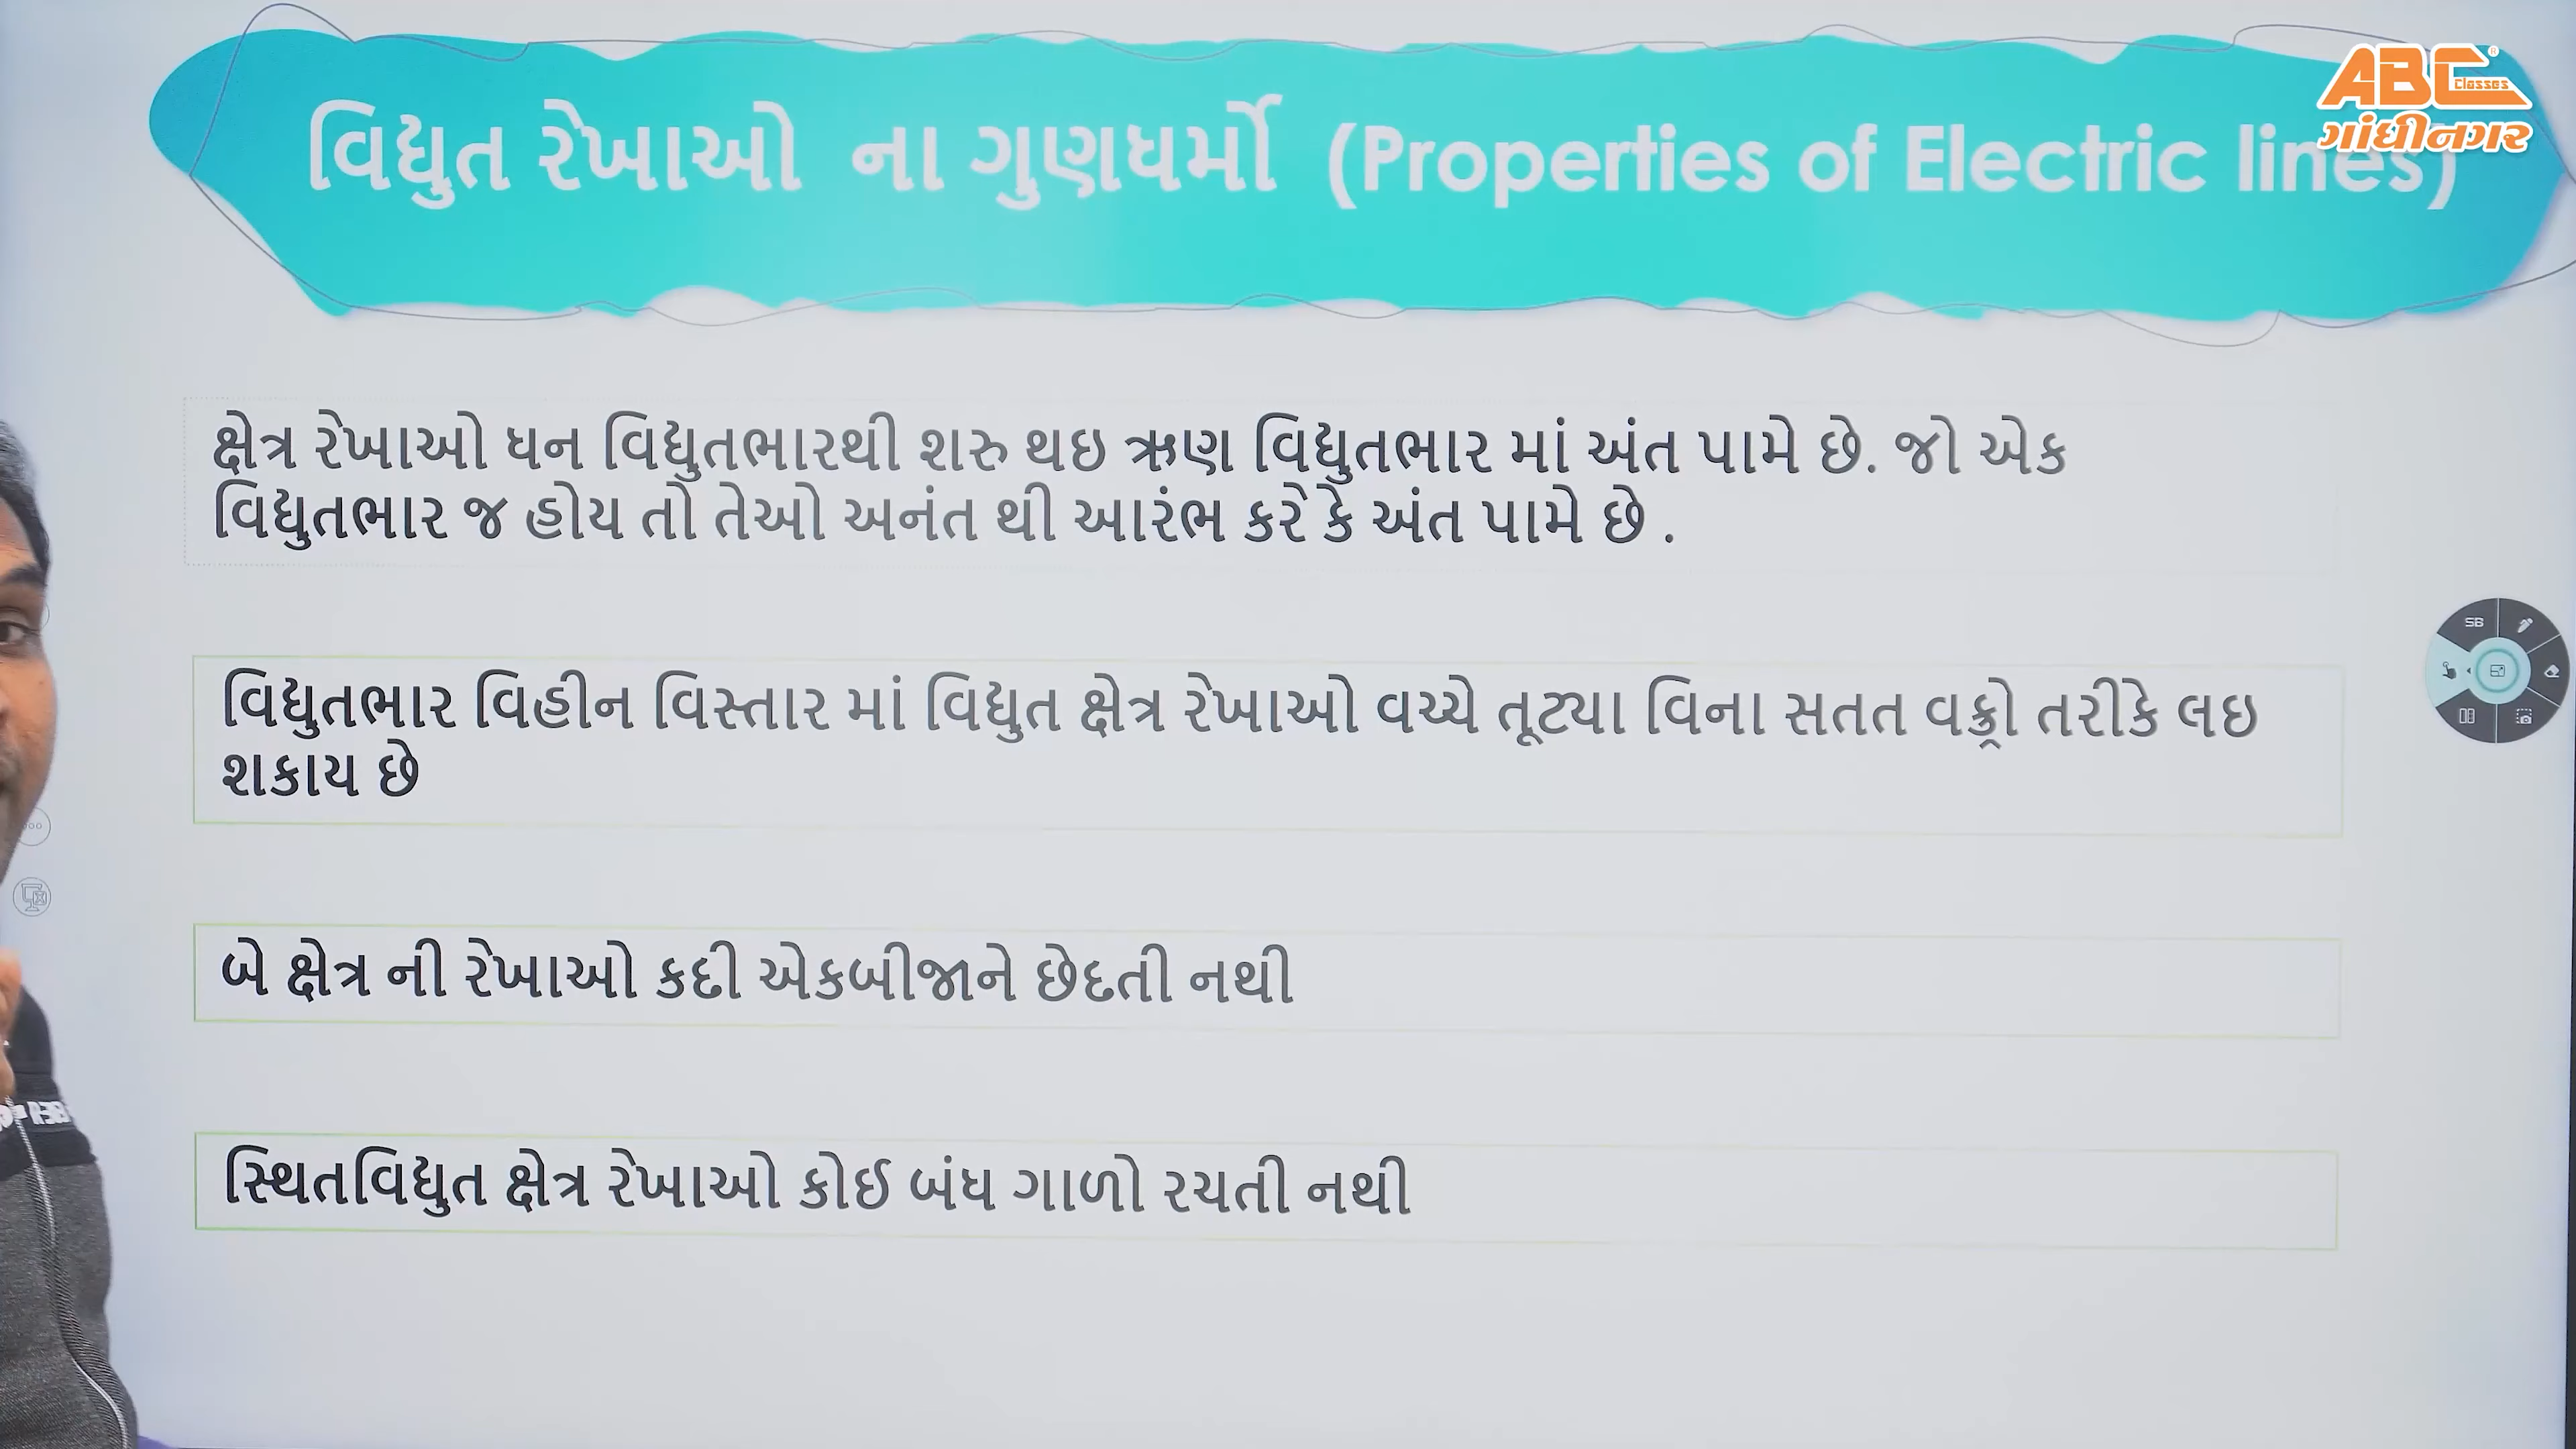 ABC
Classes
ગાંધીનગર
વિદ્યુત રેખાઓ ના ગુણધર્મો (Properties of Electric lines)
ક્ષેત્ર રેખાઓ ધન વિદ્યુતભારથી શરુ થઇ ઋણ વિદ્યુતભાર માં અંત પામે છે. જો એક
વિદ્યુતભાર જ હોય તો તેઓ અનંત થી આરંભ કરે કે અંત પામે છે .
વિદ્યુતભાર વિહીન વિસ્તાર માં વિદ્યુત ક્ષેત્ર રેખાઓ વચ્ચે તૂટ્યા વિના સતત વક્રો તરીકે લઇ
શકાય છે
SB
બે ક્ષેત્ર ની રેખાઓ કદી એકબીજાને છેદતી નથી
સ્થિતવિદ્યુત ક્ષેત્ર રેખાઓ કોઈ બંધ ગાળો રચતી નથી